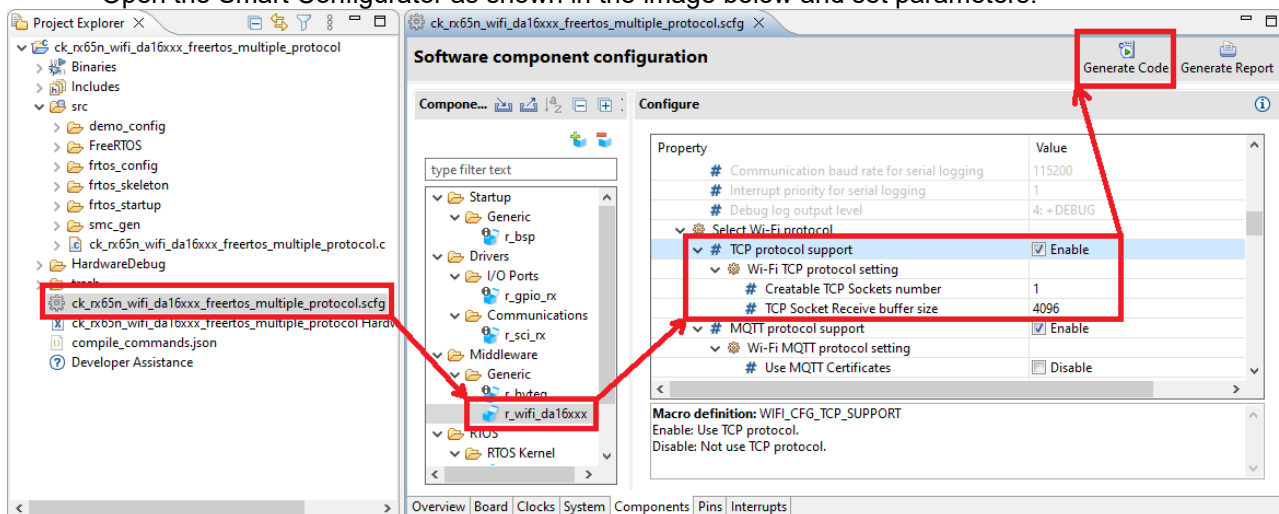 Open the Smart Configurator as shown in the image below and set parameters.
Project Explorer
ck_rx65n_wifi_da16xxx_freertos_multiple_protocol
Binaries
Includes
src
demo_config
FreeRTOS
frtos_config
frtos_skeleton
frtos_startup
smc_gen
ck_rx65n_wifi_da16xxx_freertos_multiple_protocol.c
HardwareDebug
trash
ck_rx65n_wifi_da16xxx_freertos_multiple_protocol.scfg
ck_rx65n_wifi_da16xxx_freertos_multiple_protocol Hardw
compile_commands.json
Developer Assistance
ck_rx65n_wifi_da16xxx_freertos_multiple_protocol.scfg
Software component configuration
Generate Code Generate Report
Compone...
type filter text
Startup
Generic
r_bsp
Drivers
I/O Ports
r_gpio_rx
Communications
r_sci_rx
Middleware
Generic
r_byteq
r_wifi_da16xxx
RTOS
RTOS Kernel
Configure
Property Value
# Communication baud rate for serial logging 115200
# Interrupt priority for serial logging 1
# Debug log output level 4: +DEBUG
Select Wi-Fi protocol
# TCP protocol support Enable
Wi-Fi TCP protocol setting
# Creatable TCP Sockets number 1
# TCP Socket Receive buffer size 4096
# MQTT protocol support Enable
Wi-Fi MQTT protocol setting
# Use MQTT Certificates Disable
Macro definition: WIFI_CFG_TCP_SUPPORT
Enable: Use TCP protocol.
Disable: Not use TCP protocol.
Overview Board Clocks System Components Pins Interrupts